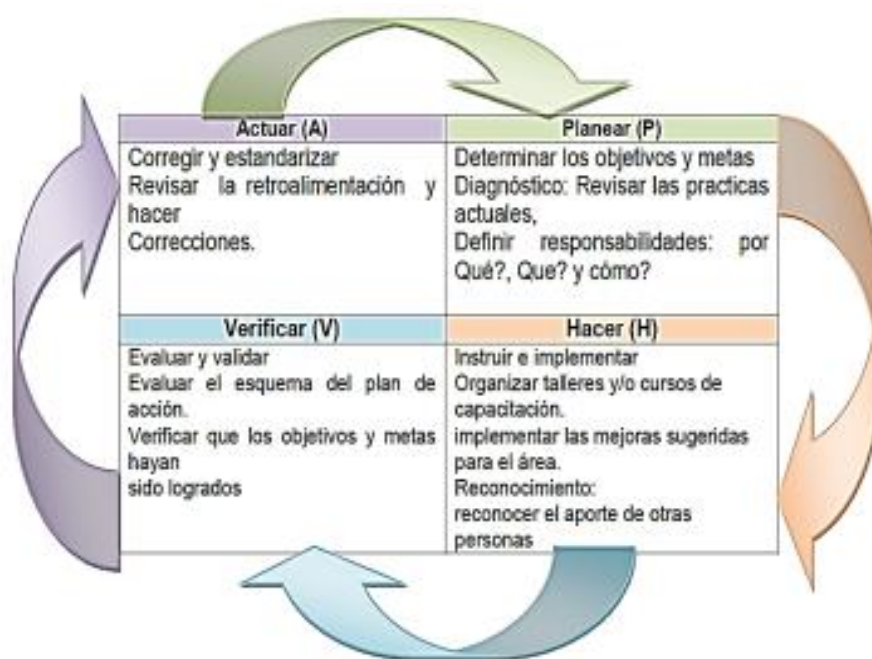 Actuar (A)
Corregir y estandarizar
Revisar la retroalimentación y
hacer
Correcciones.
Planear (P)
Determinar los objetivos y metas
Diagnóstico: Revisar las practicas
actuales,
Definir responsabilidades: por
Qué?, Que? y cómo?
Verificar (V)
Evaluar y validar
Evaluar el esquema del plan de
acción.
Verificar que los objetivos y metas
hayan
sido logrados
Hacer (H)
Instruir e implementar
Organizar talleres y/o cursos de
capacitación.
implementar las mejoras sugeridas
para el área.
Reconocimiento:
reconocer el aporte de otras
personas